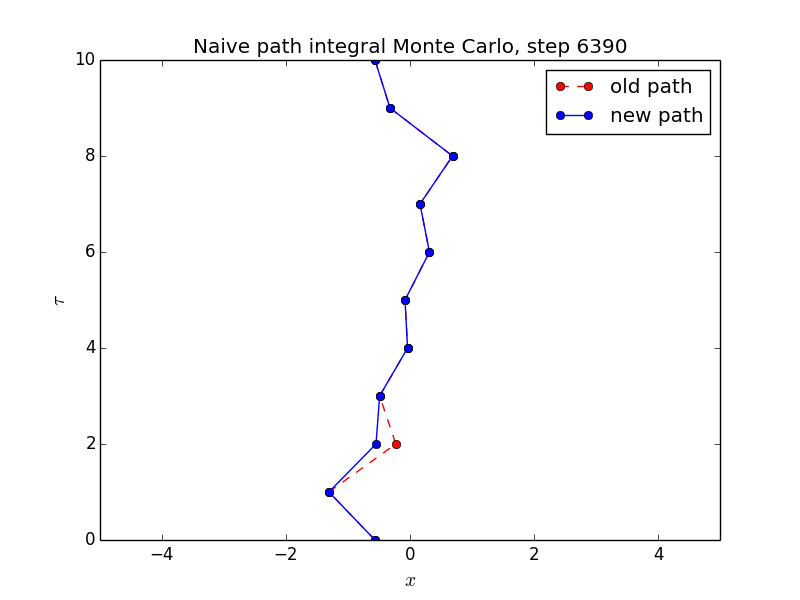 Naive path integral Monte Carlo, step 6390
old path
new path
10
8
6
4
2
0
τ
−4 −2 0 2 4
x